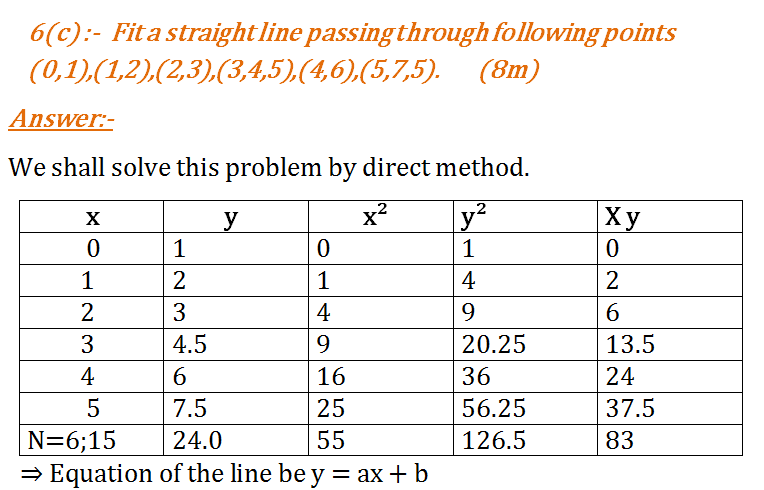 6(c):- Fit a straight line passing through following points
(0,1),(1,2),(2,3),(3,4,5),(4,6),(5,7,5). (8m)
Answer:-
We shall solve this problem by direct method.
x y x² y² X y
0 1 0 1 0
1 2 1 4 2
2 3 4 9 6
3 4.5 9 20.25 13.5
4 6 16 36 24
5 7.5 25 56.25 37.5
N=6;15 24.0 55 126.5 83
⇒ Equation of the line be y = ax + b